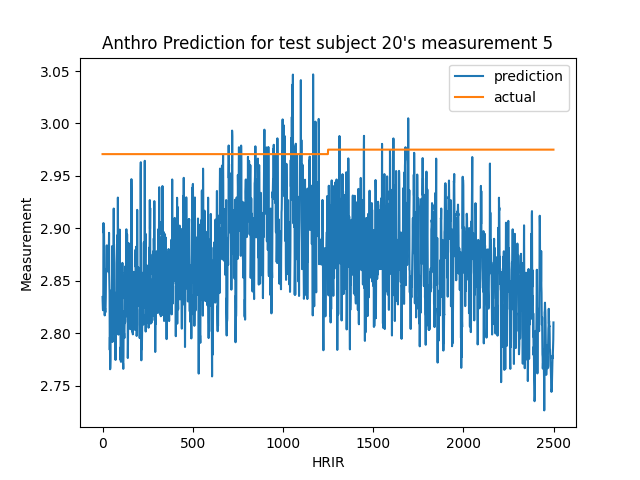 Anthro Prediction for test subject 20's measurement 5
prediction
actual
Measurement
3.05
3.00
2.95
2.90
2.85
2.80
2.75
0
500
1000
1500
2000
2500
HRIR